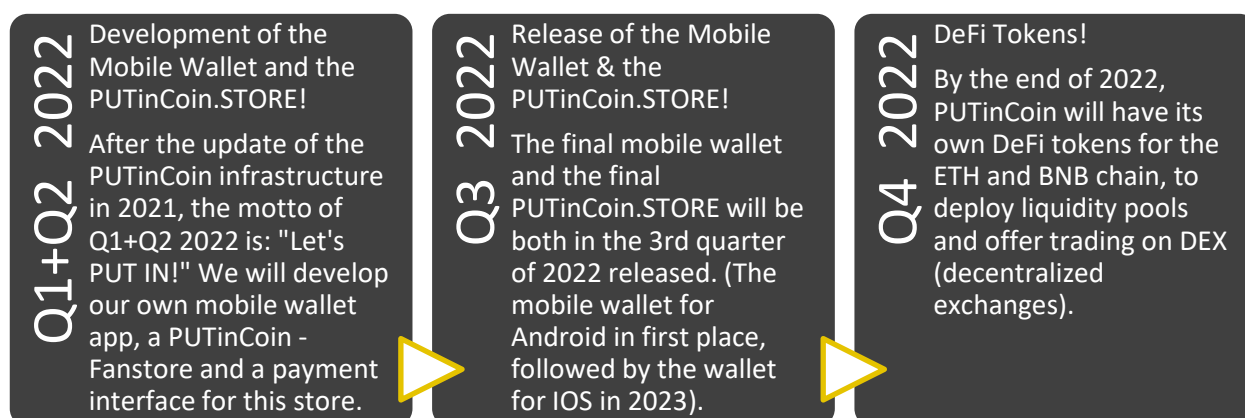 Q1+Q2 2022
Development of the
Mobile Wallet and the
PUTinCoin.STORE!
After the update of the
PUTinCoin infrastructure
in 2021, the motto of
Q1+Q2 2022 is: "Let's
PUT IN!" We will develop
our own mobile wallet
app, a PUTinCoin -
Fanstore and a payment
interface for this store.
Q3 2022
Release of the Mobile
Wallet & the
PUTinCoin.STORE!
The final mobile wallet
and the final
PUTinCoin.STORE will be
both in the 3rd quarter
of 2022 released. (The
mobile wallet for
Android in first place,
followed by the wallet
for IOS in 2023).
Q4 2022
DeFi Tokens!
By the end of 2022,
PUTinCoin will have its
own DeFi tokens for the
ETH and BNB chain, to
deploy liquidity pools
and offer trading on DEX
(decentralized
exchanges).